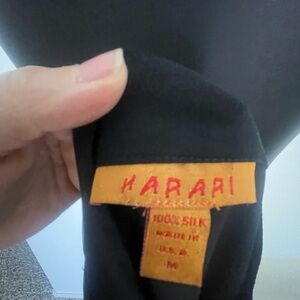 HARARI
100% SILK
MADE IN
U.S.A.
M